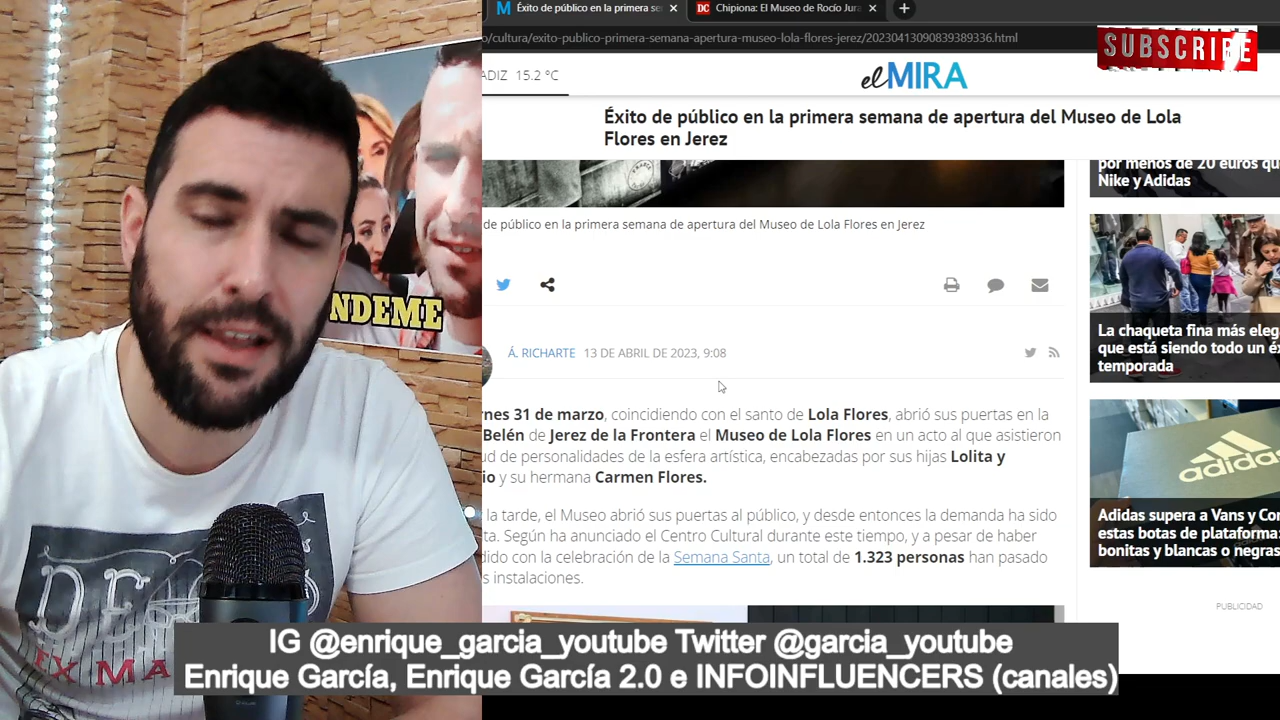 Éxito de público en la primera se
Chipiona: El Museo de Rocío Jura
o/cultura/exito-publico-primera-semana-apertura-museo-lola-flores-jerez/20230413090839389336.html
SUBSCRIBE
ADIZ 15.2 °C
elMIRA
Éxito de público en la primera semana de apertura del Museo de Lola
Flores en Jerez
por menos de 20 euros qu
Nike y Adidas
de público en la primera semana de apertura del Museo de Lola Flores en Jerez
NDEME
La chaqueta fina más eleg
que está siendo todo un éx
temporada
Á. RICHARTE 13 DE ABRIL DE 2023, 9:08
nes 31 de marzo, coincidiendo con el santo de Lola Flores, abrió sus puertas en la
Belén de Jerez de la Frontera el Museo de Lola Flores en un acto al que asistieron
ud de personalidades de la esfera artística, encabezadas por sus hijas Lolita y
io y su hermana Carmen Flores.
la tarde, el Museo abrió sus puertas al público, y desde entonces la demanda ha sido
ta. Según ha anunciado el Centro Cultural durante este tiempo, y a pesar de haber
dido con la celebración de la Semana Santa, un total de 1.323 personas han pasado
s instalaciones.
adidas
Adidas supera a Vans y Con
estas botas de plataforma:
bonitas y blancas o negras
PUBLICIDAD
IG @enrique_garcia_youtube Twitter @garcia_youtube
Enrique García, Enrique García 2.0 e INFOINFLUENCERS (canales)